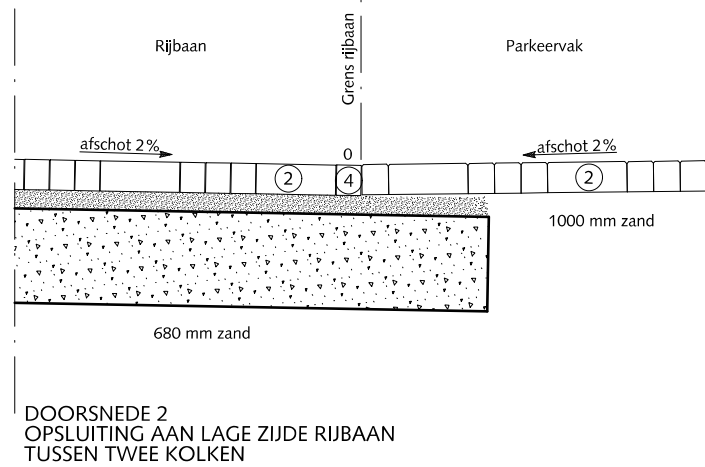 Rijbaan
Grens rijbaan
Parkeervak
afschot 2%
0
afschot 2%
2
4
2
1000 mm zand
680 mm zand
DOORSNEDE 2
OPSLUITING AAN LAGE ZIJDE RIJBAAN
TUSSEN TWEE KOLKEN